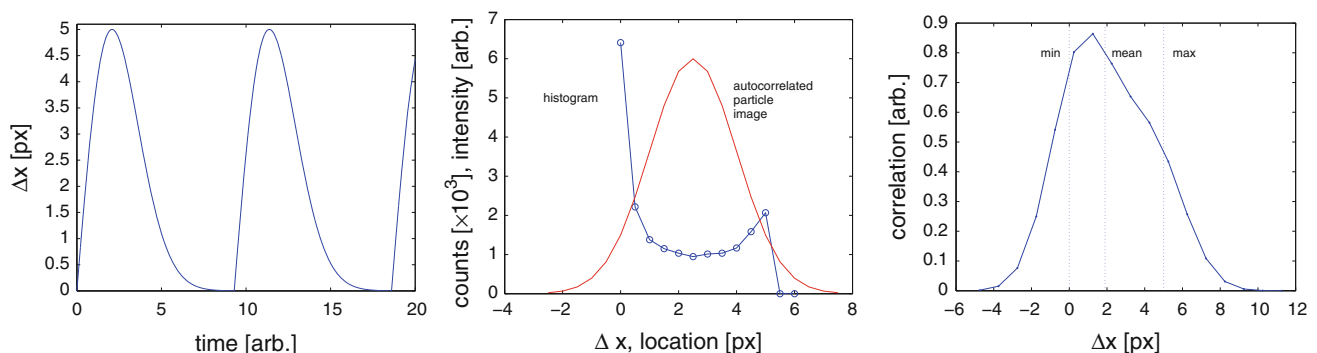 5
4.5
4
3.5
3
2.5
2
1.5
1
0.5
0
0 5 10 15 20
Δx [px]
time [arb.]
7
6
5
4
3
2
1
0
−4 −2 0 2 4 6 8
counts [×10³], intensity [arb.]
Δ x, location [px]
histogram
autocorrelated
particle
image
0.9
0.8
0.7
0.6
0.5
0.4
0.3
0.2
0.1
0
−6 −4 −2 0 2 4 6 8 10 12
correlation [arb.]
Δx [px]
min mean max